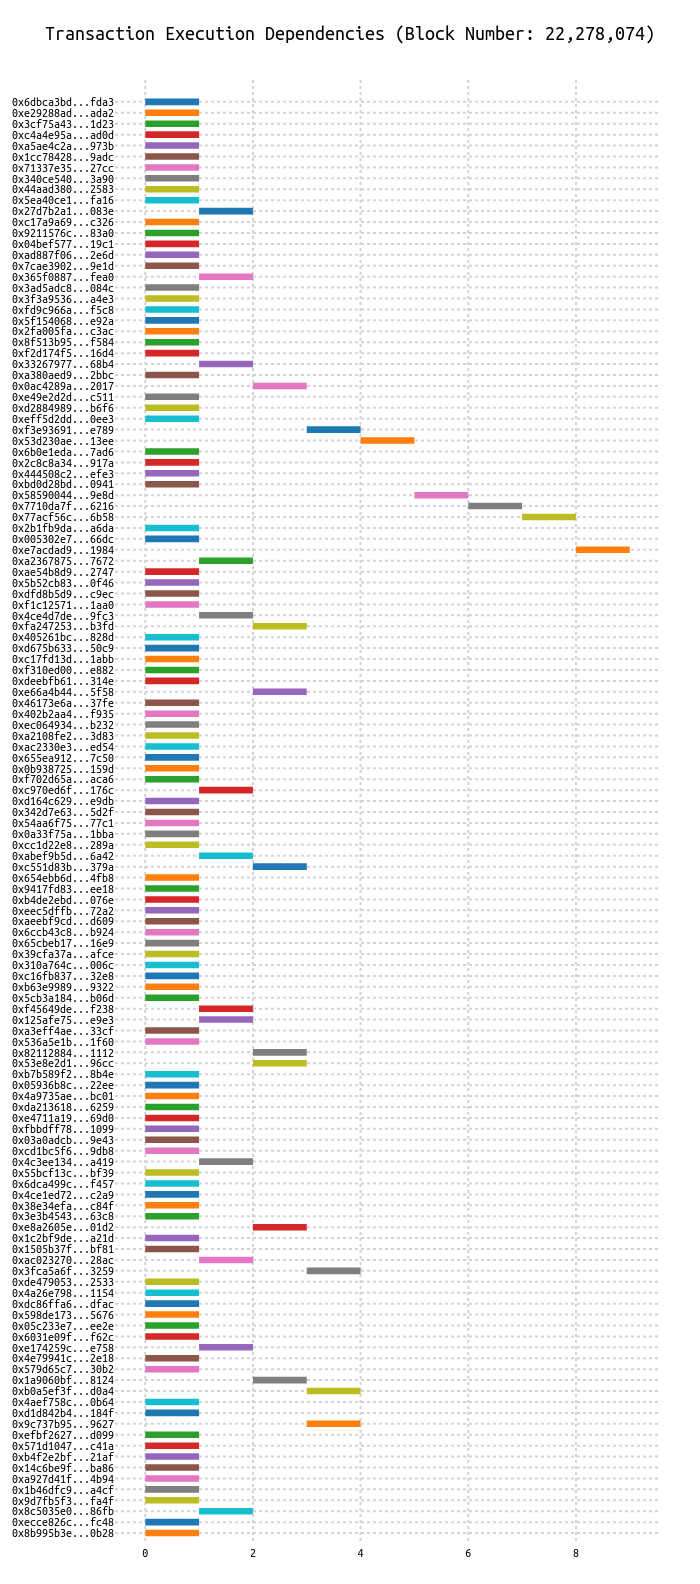 Transaction Execution Dependencies (Block Number: 22,278,074)
0x6dbca3bd...fda3
0xe29288ad...ada2
0x3cf75a43...1d23
0xc4a4e95a...ad0d
0xa5ae4c2a...973b
0x1cc78428...9adc
0x71337e35...27cc
0x340ce540...3a90
0x44aad380...2583
0x5ea40ce1...fa16
0x27d7b2a1...083e
0xc17a9a69...c326
0x9211576c...83a0
0x04bef577...19c1
0xad887f06...2e6d
0x7cae3902...9e1d
0x365f0887...fea0
0x3ad5adc8...084c
0x3f3a9536...a4e3
0xfd9c966a...f5c8
0x5f154068...e92a
0x2fa005fa...c3ac
0x8f513b95...f584
0xf2d174f5...16d4
0x33267977...68b4
0xa380aed9...2bbc
0x0ac4289a...2017
0xe49e2d2d...c511
0xd2884989...b6f6
0xeff5d2dd...0ee3
0xf3e93691...e789
0x53d230ae...13ee
0x6b0e1eda...7ad6
0x2c8c8a34...917a
0x444508c2...efe3
0xbd0d28bd...0941
0x58590044...9e8d
0x7710da7f...6216
0x77acf56c...6b58
0x2b1fb9da...a6da
0x005302e7...66dc
0xe7acdad9...1984
0xa2367875...7672
0xae54b8d9...2747
0x5b52cb83...0f46
0xdfd8b5d9...c9ec
0xf1c12571...1aa0
0x4ce4d7de...9fc3
0xfa247253...b3fd
0x405261bc...828d
0xd675b633...50c9
0xc17fd13d...1abb
0xf310ed00...e882
0xdeebfb61...314e
0xe66a4b44...5f58
0x46173e6a...37fe
0x402b2aa4...f935
0xec064934...b232
0xa2108fe2...3d83
0xac2330e3...ed54
0x655ea912...7c50
0x0b938725...159d
0xf702d65a...aca6
0xc970ed6f...176c
0xd164c629...e9db
0x342d7e63...5d2f
0x54aa6f75...77c1
0x0a33f75a...1bba
0xcc1d22e8...289a
0xabef9b5d...6a42
0xc551d83b...379a
0x654ebb6d...4fb8
0x9417fd83...ee18
0xb4de2ebd...076e
0xeec5dffb...72a2
0xaeebf9cd...d609
0x6ccb43c8...b924
0x65cbeb17...16e9
0x39cfa37a...afce
0x310a764c...006c
0xc16fb837...32e8
0xb63e9989...9322
0x5cb3a184...b06d
0xf45649de...f238
0x125afe75...e9e3
0xa3eff4ae...33cf
0x536a5e1b...1f60
0x82112884...1112
0x53e8e2d1...96cc
0xb7b589f2...8b4e
0x05936b8c...22ee
0x4a9735ae...bc01
0xda213618...6259
0xe4711a19...69d0
0xfbbdff78...1099
0x03a0adcb...9e43
0xcd1bc5f6...9db8
0x4c3ee134...a419
0x55bcf13c...bf39
0x6dca499c...f457
0x4ce1ed72...c2a9
0x38e34efa...c84f
0x3e3b4543...63c8
0xe8a2605e...01d2
0x1c2bf9de...a21d
0x1505b37f...bf81
0xac023270...28ac
0x3fca5a6f...3259
0xde479053...2533
0x4a26e798...1154
0xdc86ffa6...dfac
0x598de173...5676
0x05c233e7...ee2e
0x6031e09f...f62c
0xe174259c...e758
0x4e79941c...2e18
0x579d65c7...30b2
0x1a9060bf...8124
0xb0a5ef3f...d0a4
0x4aef758c...0b64
0xd1d842b4...184f
0x9c737b95...9627
0xefbf2627...d099
0x571d1047...c41a
0xb4f2e2bf...21af
0x14c6be9f...ba86
0xa927d41f...4b94
0x1b46dfc9...a4cf
0x9d7fb5f3...fa4f
0x8c5035e0...86fb
0xecce826c...fc48
0x8b995b3e...0b28
0 2 4 6 8